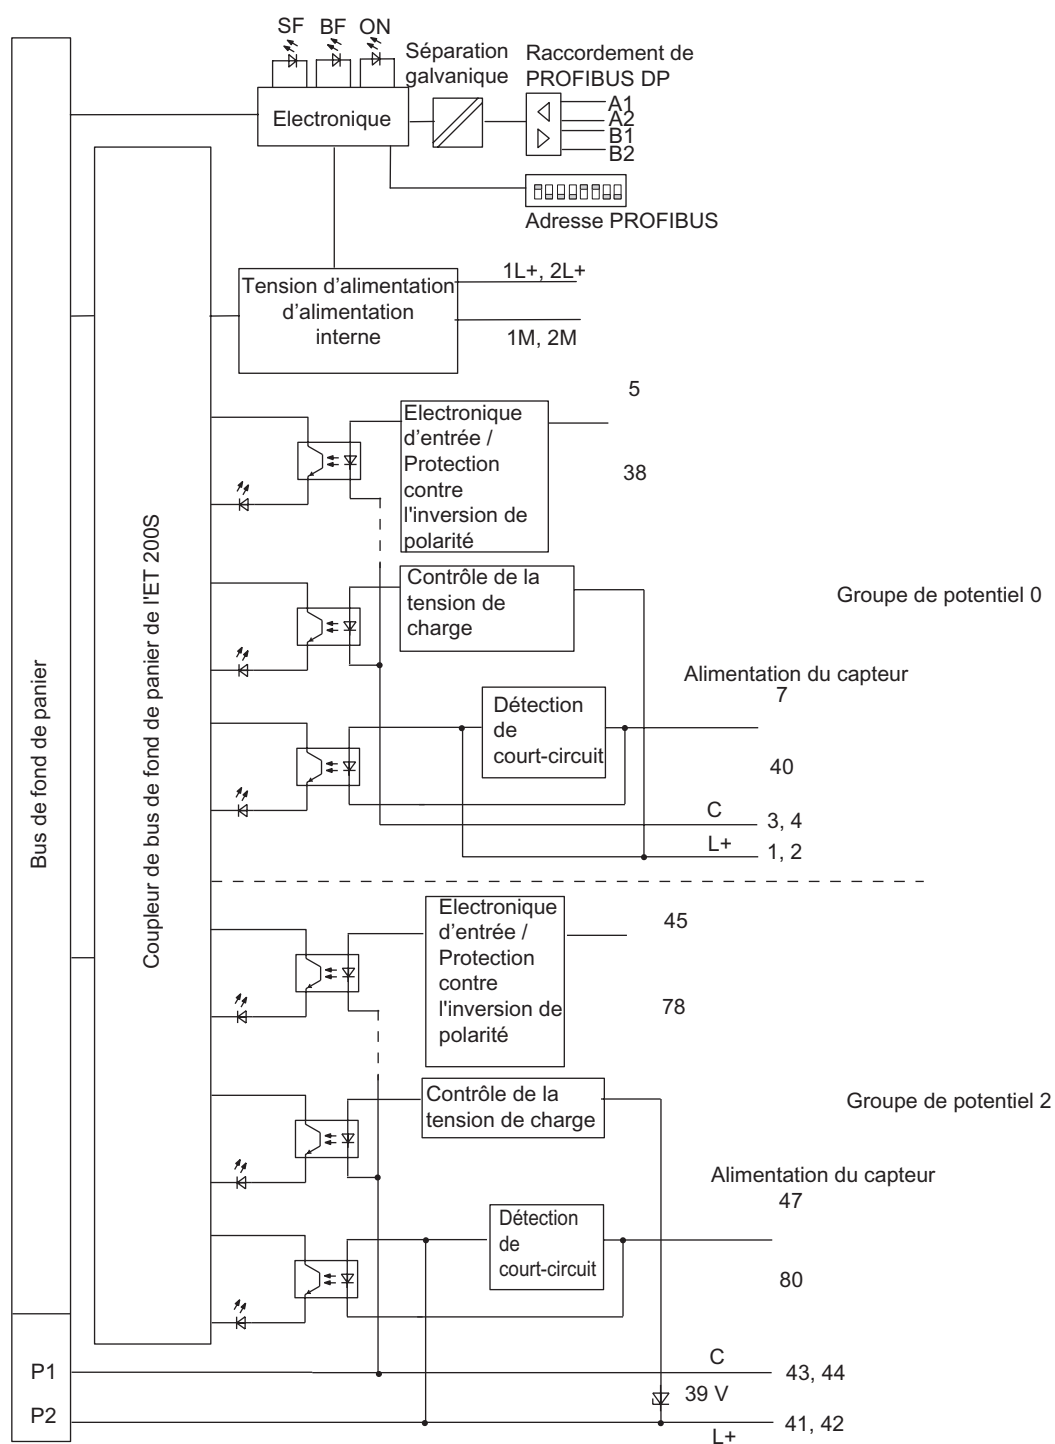 SF BF ON
Séparation
galvanique
Raccordement de
PROFIBUS DP
A1
A2
B1
B2
Electronique
Adresse PROFIBUS
Tension d'alimentation
d'alimentation
interne
1L+, 2L+
1M, 2M
5
Electronique
d'entrée /
Protection
contre
l'inversion de
polarité
38
Contrôle de la
tension de
charge
Groupe de potentiel 0
Alimentation du capteur
7
Détection
de
court-circuit
40
C
3, 4
L+
1, 2
Bus de fond de panier
Coupleur de bus de fond de panier de l'ET 200S
Electronique
d'entrée /
Protection
contre
l'inversion de
polarité
45
78
Contrôle de la
tension de charge
Groupe de potentiel 2
Alimentation du capteur
47
Détection
de
court-circuit
80
P1
C
43, 44
39 V
P2
L+
41, 42